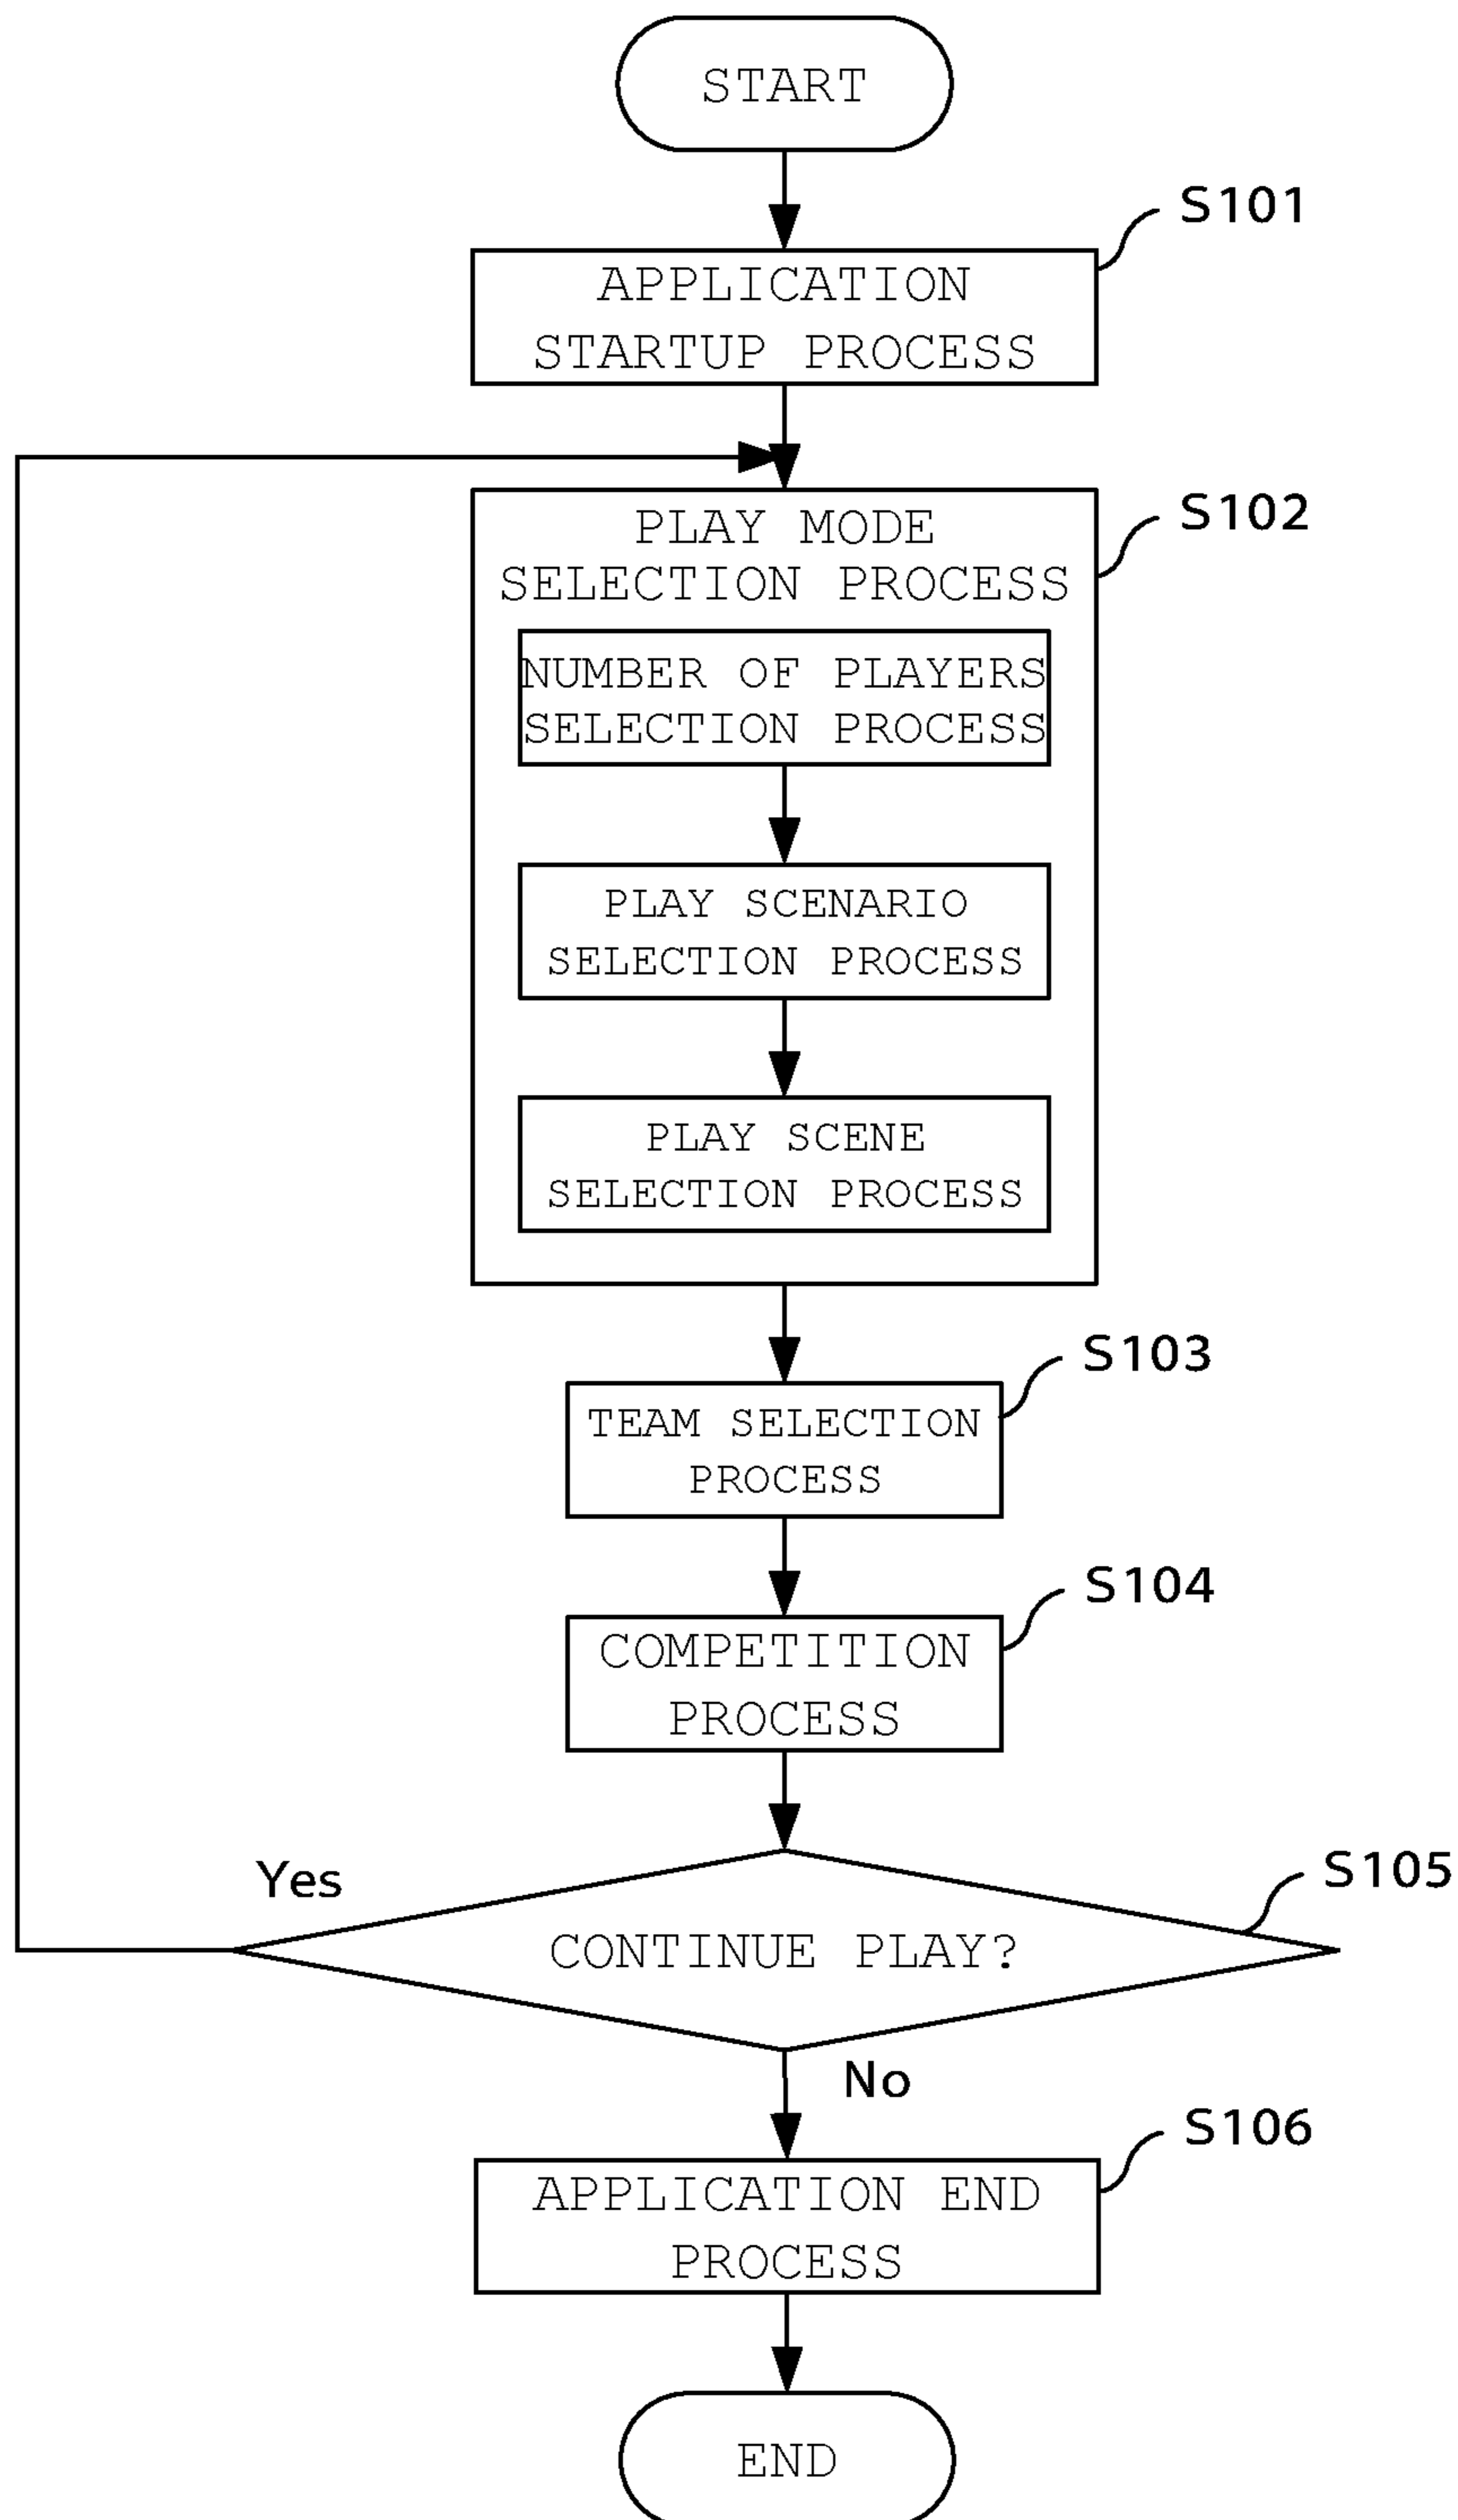 START
S101
APPLICATION
STARTUP PROCESS
S102
PLAY MODE
SELECTION PROCESS
NUMBER OF PLAYERS
SELECTION PROCESS
PLAY SCENARIO
SELECTION PROCESS
PLAY SCENE
SELECTION PROCESS
S103
TEAM SELECTION
PROCESS
S104
COMPETITION
PROCESS
Yes
S105
CONTINUE PLAY?
No
S106
APPLICATION END
PROCESS
END